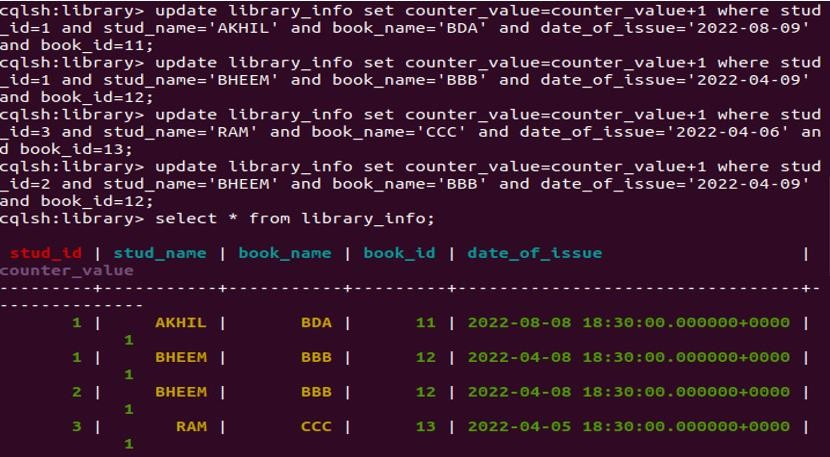 cqlsh:library> update library_info set counter_value=counter_value+1 where stud
_id=1 and stud_name='AKHIL' and book_name='BDA' and date_of_issue='2022-08-09'
and book_id=11;
cqlsh:library> update library_info set counter_value=counter_value+1 where stud
_id=1 and stud_name='BHEEM' and book_name='BBB' and date_of_issue='2022-04-09'
and book_id=12;
cqlsh:library> update library_info set counter_value=counter_value+1 where stud
_id=3 and stud_name='RAM' and book_name='CCC' and date_of_issue='2022-04-06' an
d book_id=13;
cqlsh:library> update library_info set counter_value=counter_value+1 where stud
_id=2 and stud_name='BHEEM' and book_name='BBB' and date_of_issue='2022-04-09'
and book_id=12;
cqlsh:library> select * from library_info;
stud_id | stud_name | book_name | book_id | date_of_issue |
counter_value
---------+-----------+-----------+---------+---------------------------------+-
---------------
1 | AKHIL | BDA | 11 | 2022-08-08 18:30:00.000000+0000 |
1
1 | BHEEM | BBB | 12 | 2022-04-08 18:30:00.000000+0000 |
1
2 | BHEEM | BBB | 12 | 2022-04-08 18:30:00.000000+0000 |
1
3 | RAM | CCC | 13 | 2022-04-05 18:30:00.000000+0000 |
1